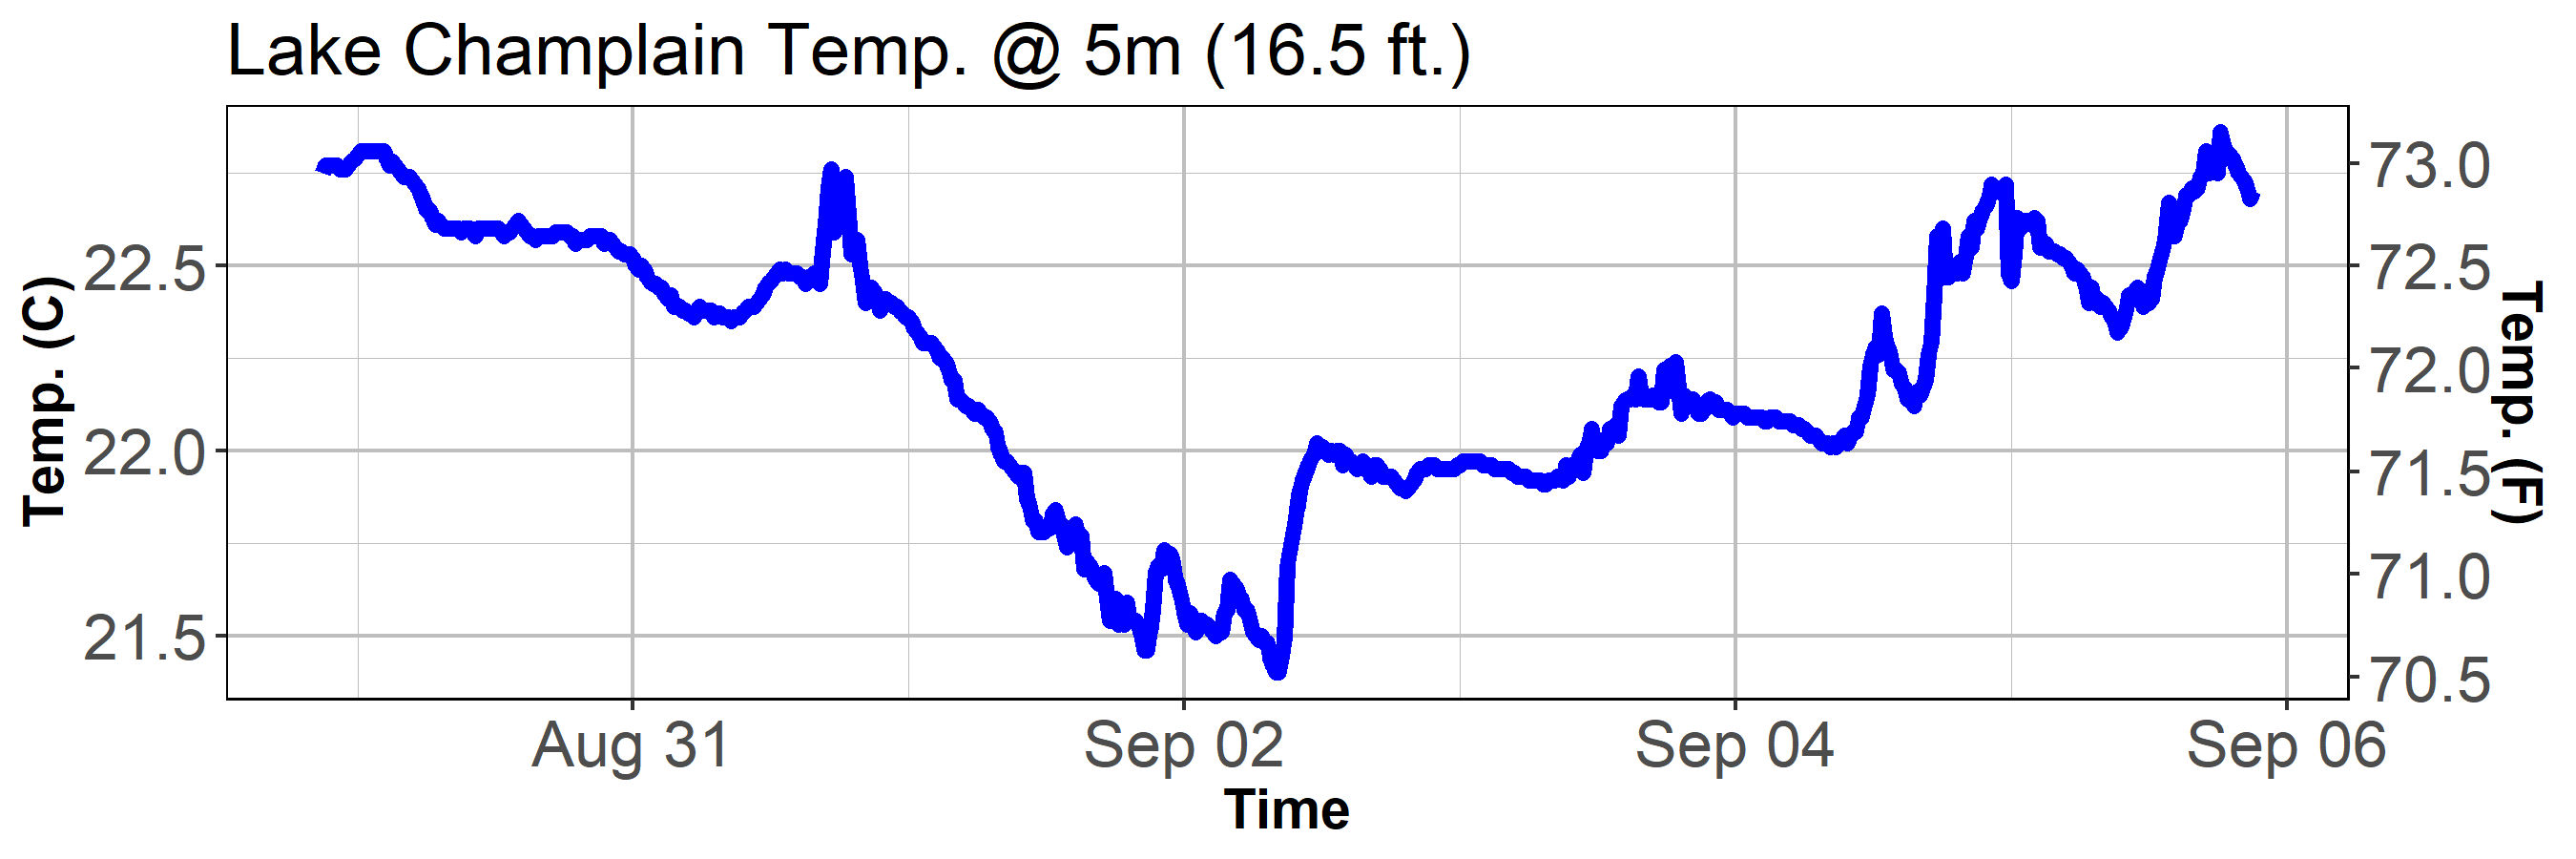 Lake Champlain Temp. @ 5m (16.5 ft.)
Temp. (C)
22.5
22.0
21.5
73.0
72.5
72.0
71.5
71.0
70.5
Temp. (F)
Aug 31
Sep 02
Sep 04
Sep 06
Time